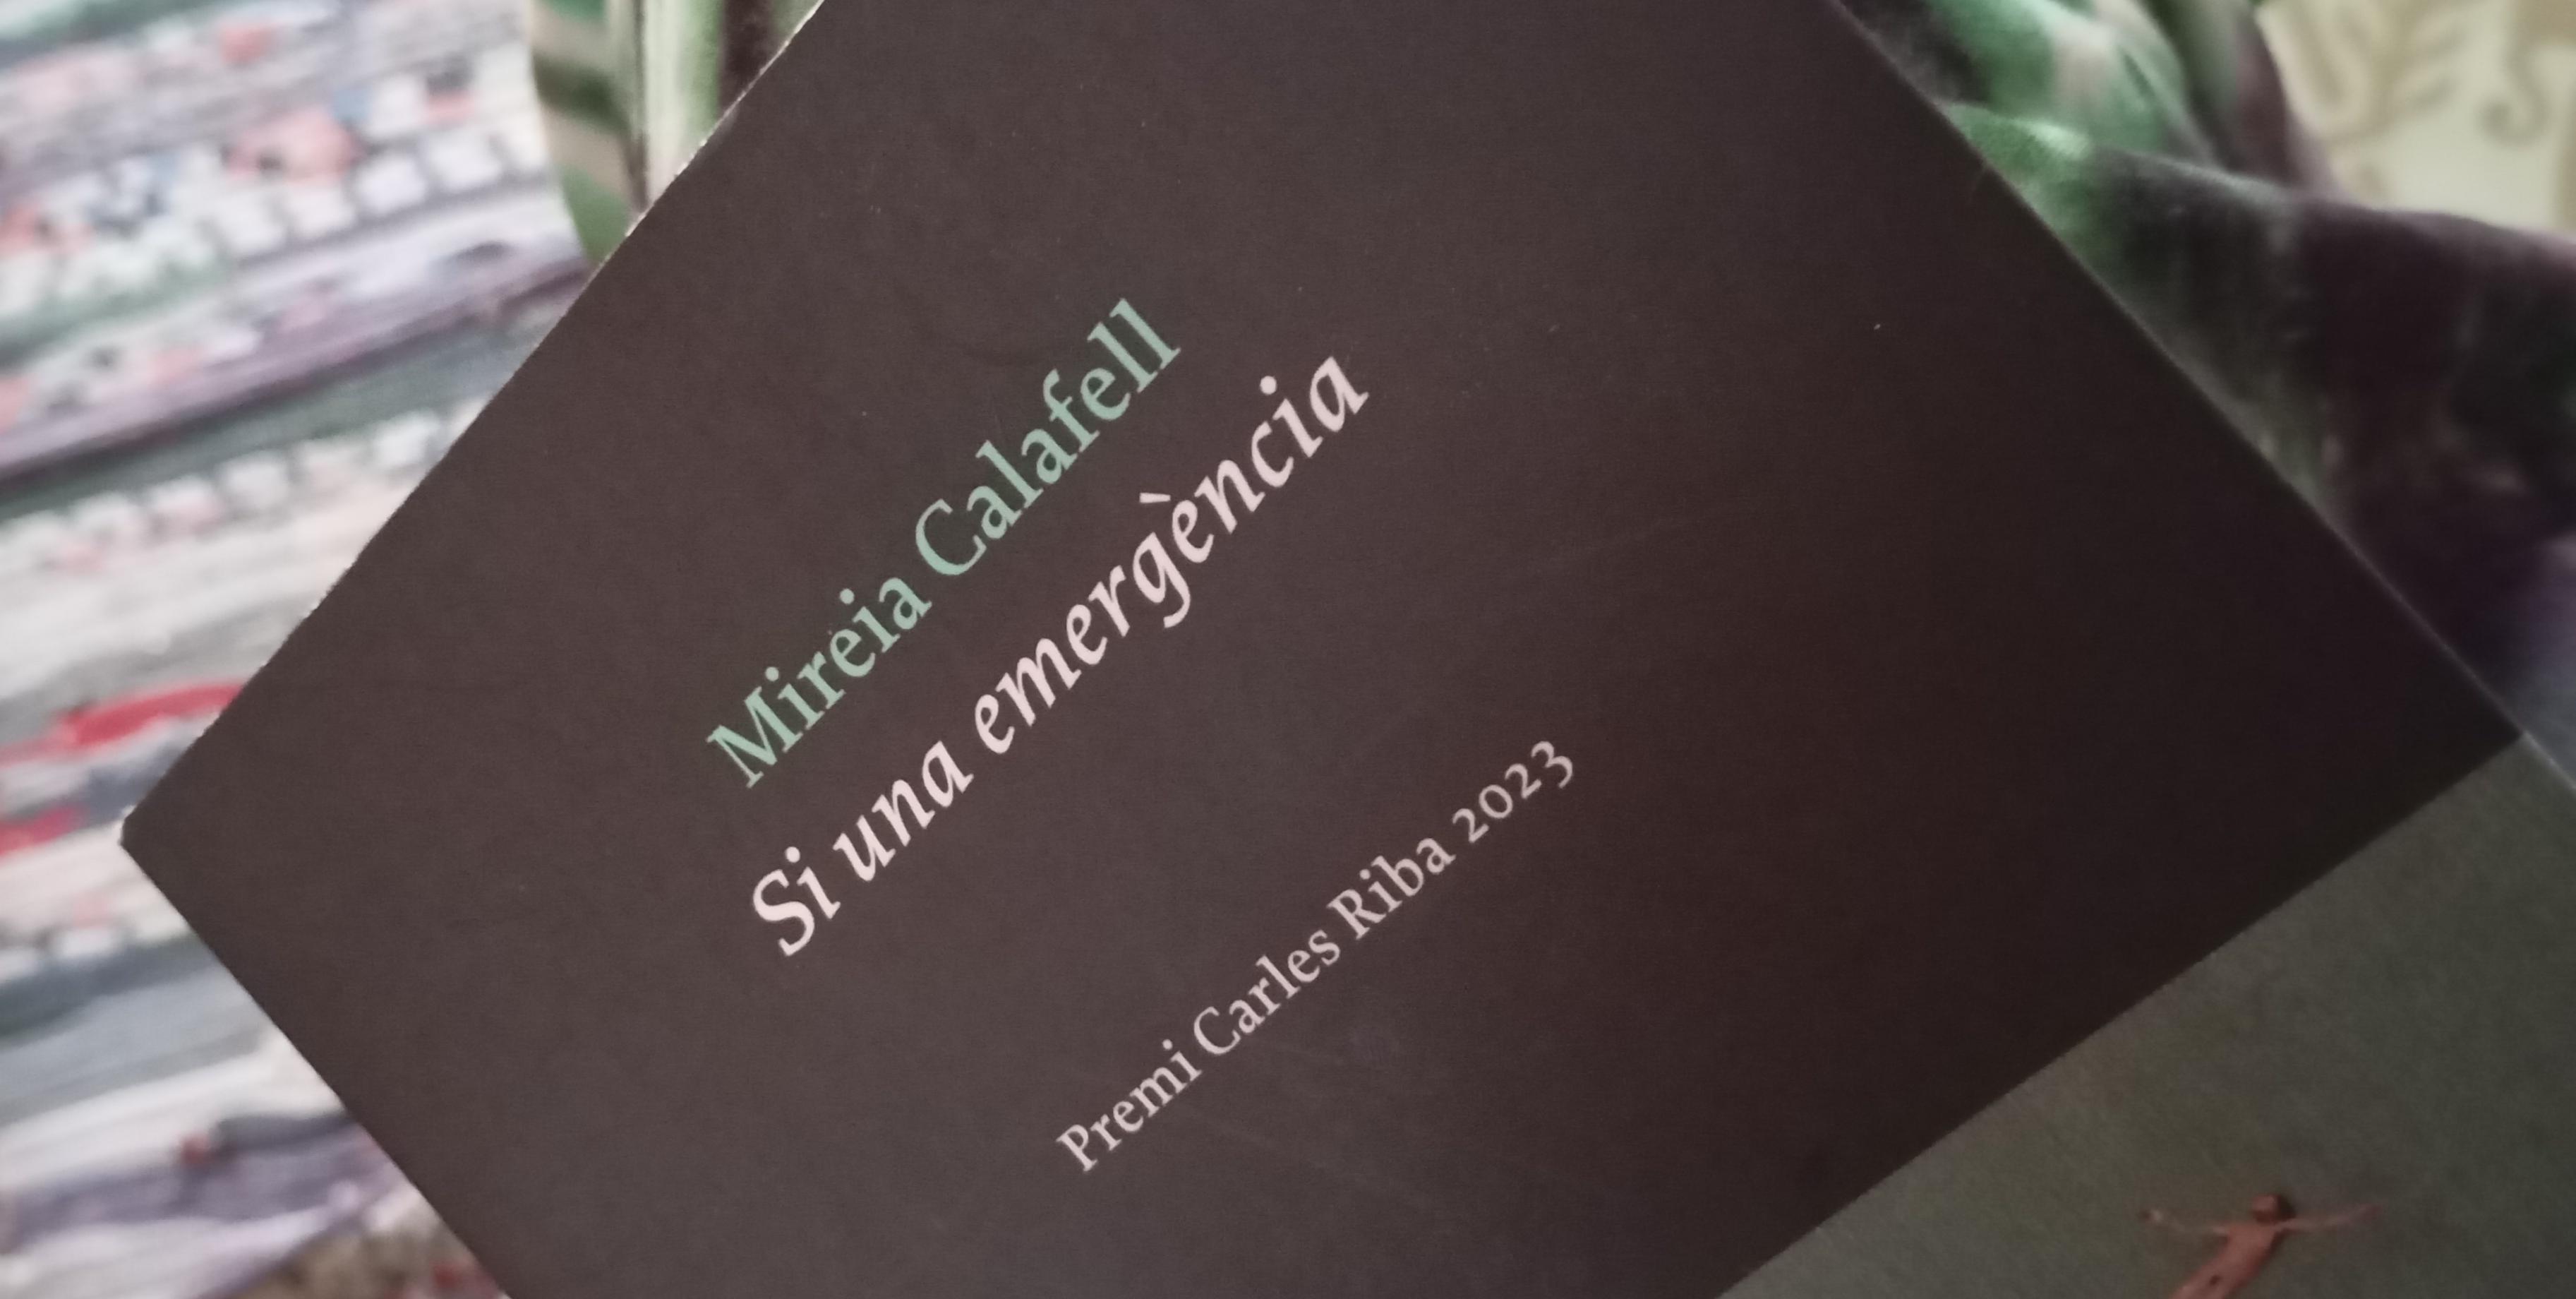 Mireia Calafell
Si una emergència
Premi Carles Riba 2023